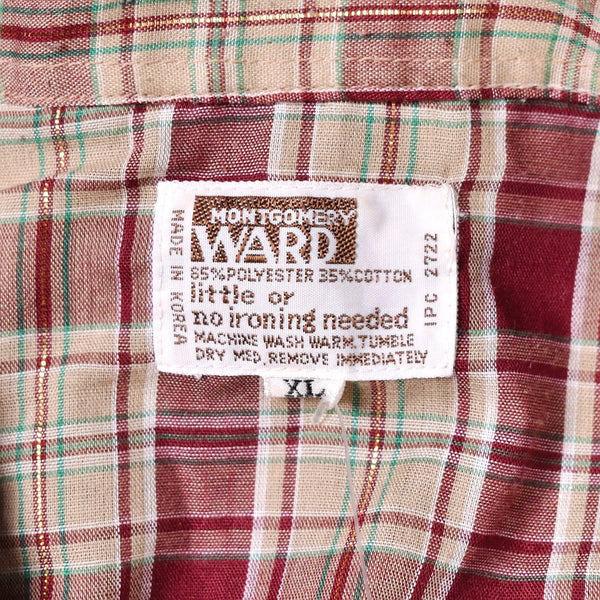 MONTGOMERY
WARD
65% POLYESTER 35% COTTON
little or
no ironing needed
MACHINE WASH WARM, TUMBLE
DRY MED, REMOVE IMMEDIATELY
MADE IN KOREA
IPC 2722
XL